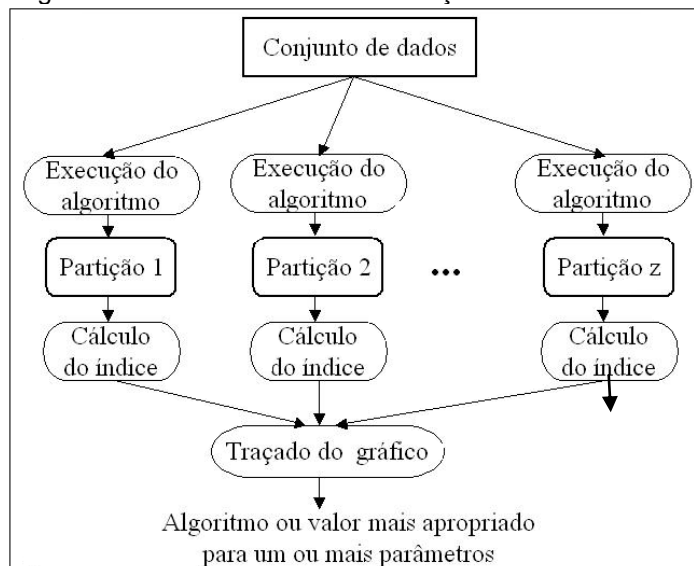 Conjunto de dados
Execução do
algoritmo
Execução do
algoritmo
Execução do
algoritmo
Partição 1
Partição 2
...
Partição z
Cálculo
do índice
Cálculo
do índice
Cálculo
do índice
Traçado do gráfico
Algoritmo ou valor mais apropriado
para um ou mais parâmetros